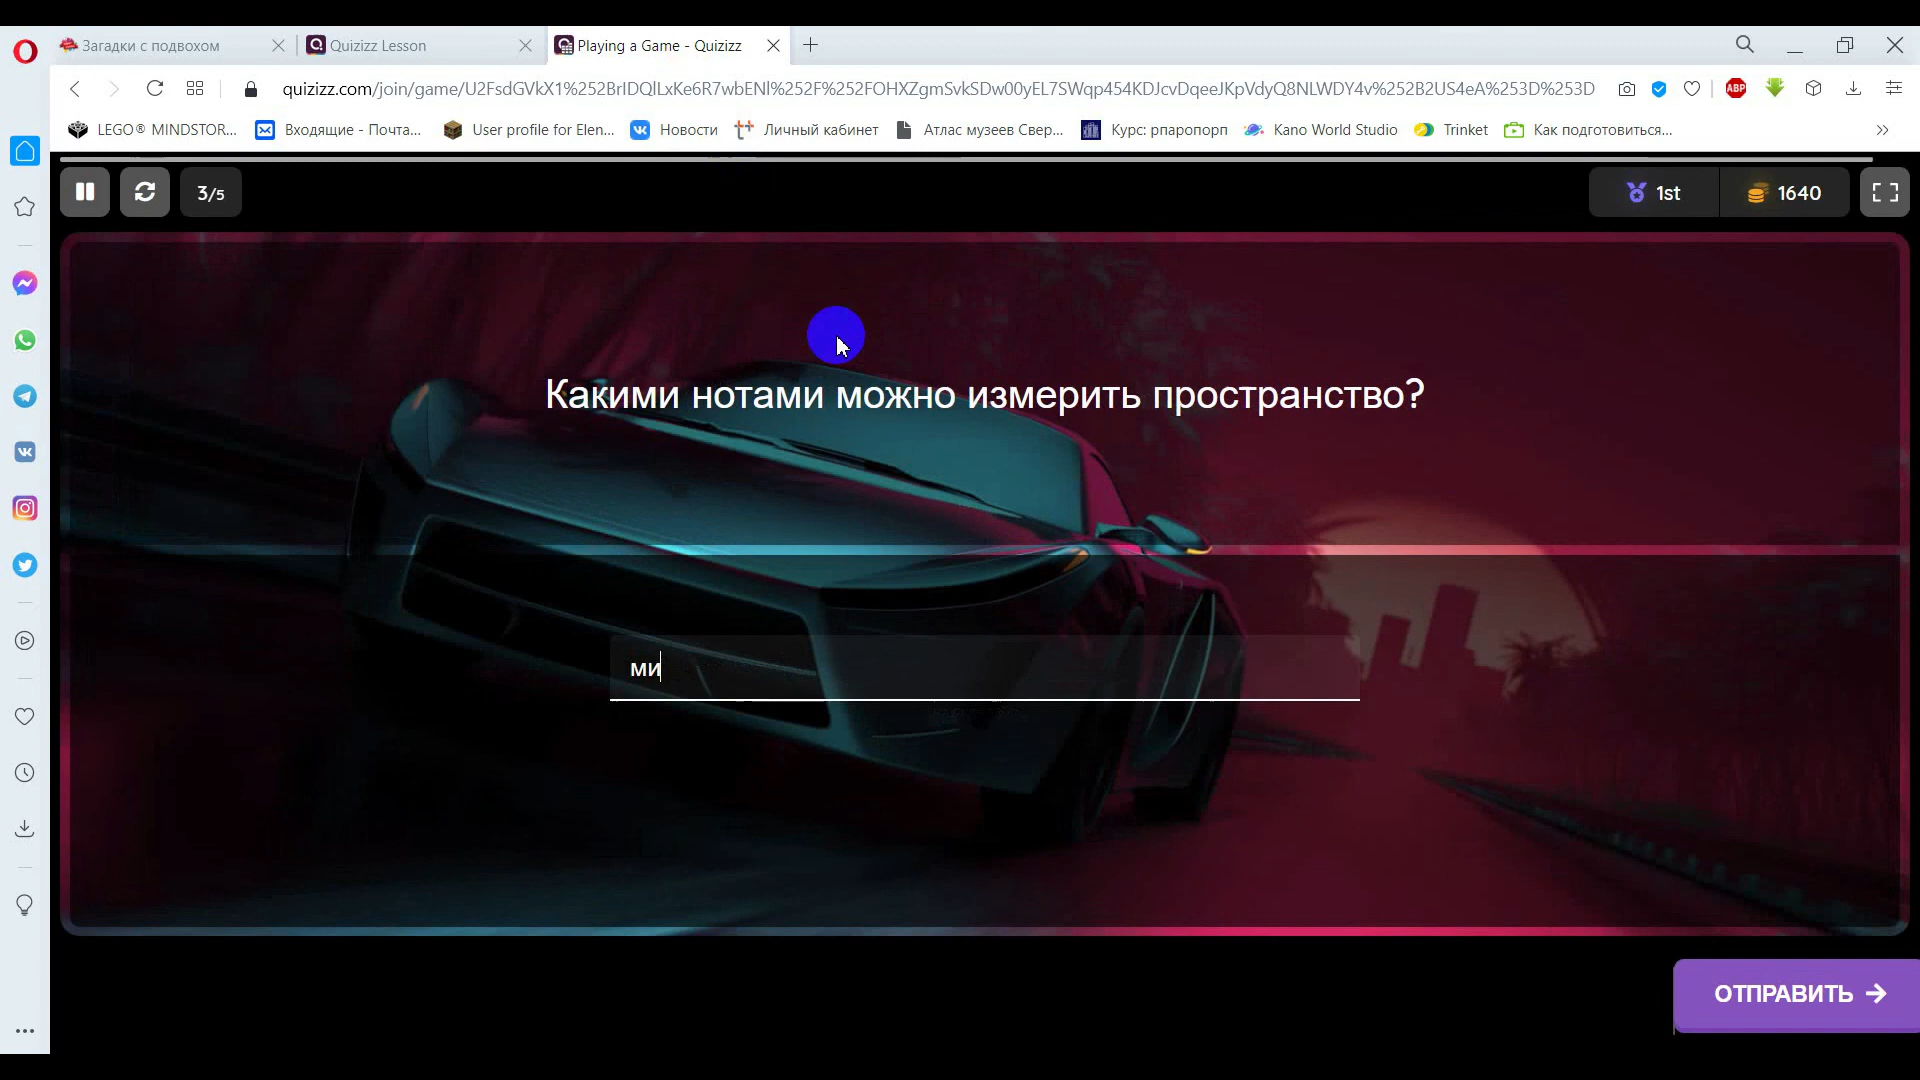 Загадки с подвохом
Quizizz Lesson
Playing a Game - Quizizz
quizizz.com/join/game/U2FsdGVkX1%252BrIDQlLxKe6R7wbENl%252F%252FOHXZgmSvkSDw00yEL7SWqp454KDJcvDqeeJKpVdyQ8NLWDY4v%252B2US4eA%253D%253D
ABP
LEGO® MINDSTOR...
Входящие - Почта...
User profile for Elen...
Новости
Личный кабинет
Атлас музеев Свер...
Курс: рпаропорп
Kano World Studio
Trinket
Как подготовиться...
3/5
1st
1640
Какими нотами можно измерить пространство?
ми
ОТПРАВИТЬ